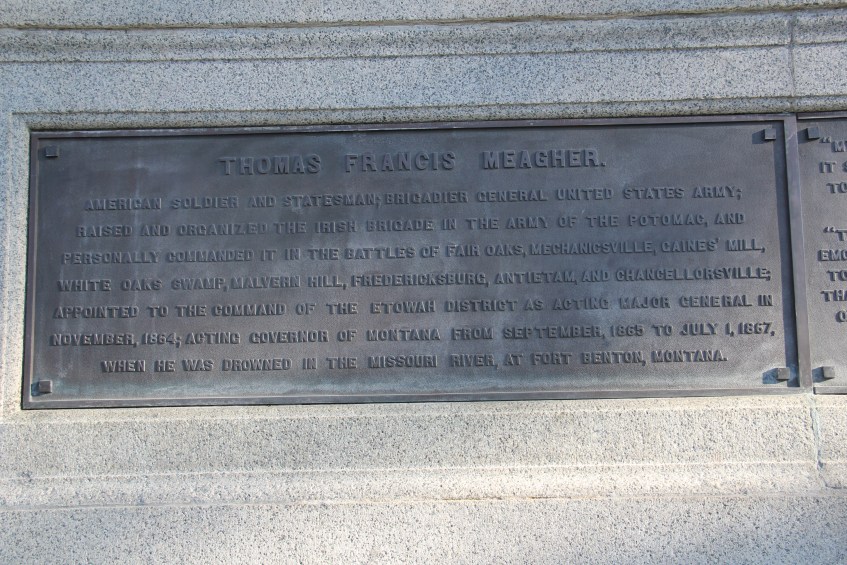 THOMAS FRANCIS MEAGHER.
AMERICAN SOLDIER AND STATESMAN; BRIGADIER GENERAL UNITED STATES ARMY;
RAISED AND ORGANIZED THE IRISH BRIGADE IN THE ARMY OF THE POTOMAC, AND
PERSONALLY COMMANDED IT IN THE BATTLES OF FAIR OAKS, MECHANICSVILLE, GAINES' MILL,
WHITE OAKS SWAMP, MALVERN HILL, FREDERICKSBURG, ANTIETAM, AND CHANCELLORSVILLE;
APPOINTED TO THE COMMAND OF THE ETOWAH DISTRICT AS ACTING MAJOR GENERAL IN
NOVEMBER, 1864; ACTING GOVERNOR OF MONTANA FROM SEPTEMBER, 1865 TO JULY 1, 1867,
WHEN HE WAS DROWNED IN THE MISSOURI RIVER, AT FORT BENTON, MONTANA.
IT
TO